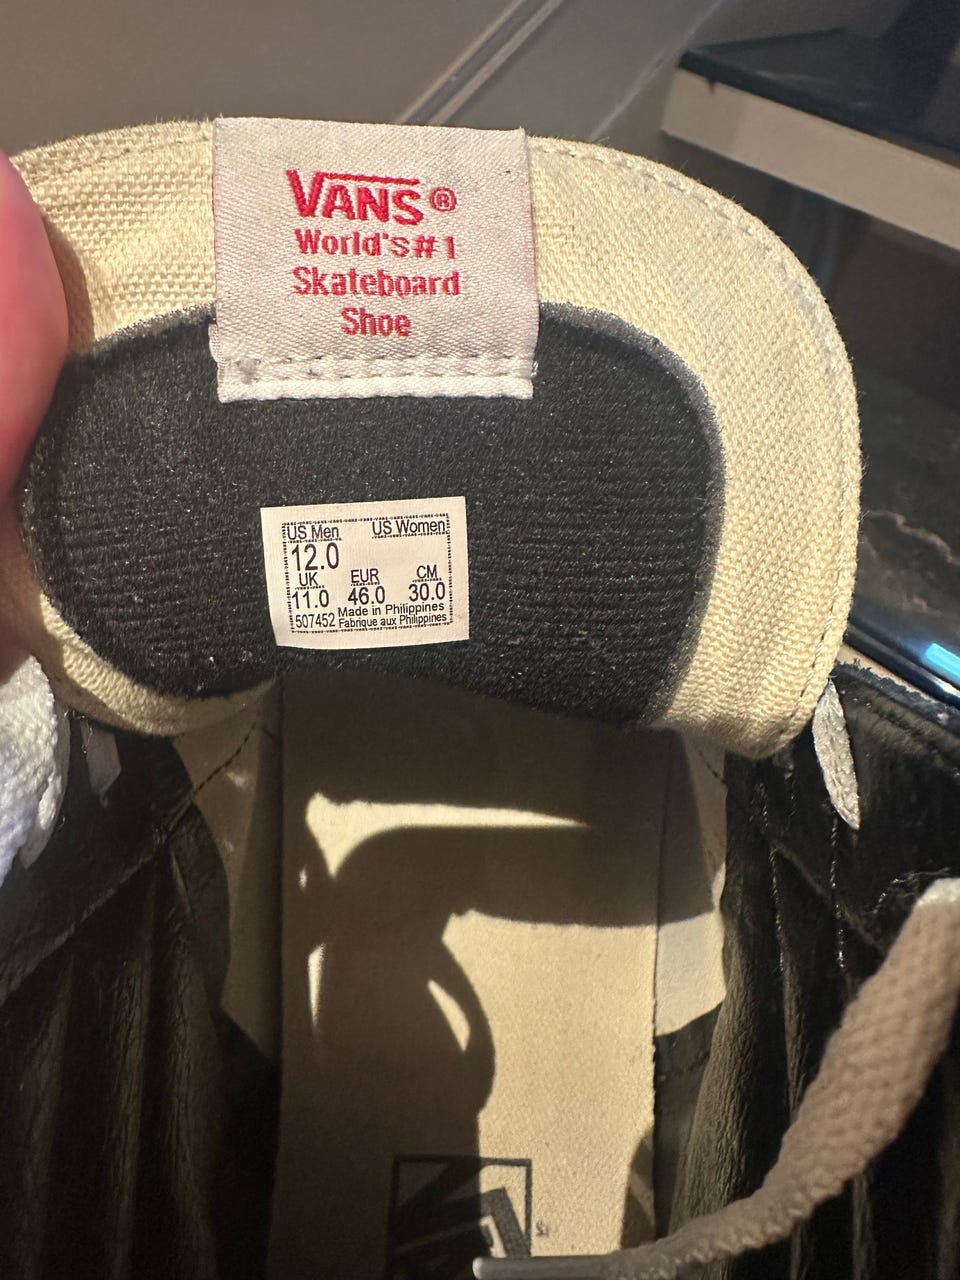 VANS®
World's #1
Skateboard
Shoe
US Men US Women
12.0
UK EUR CM
11.0 46.0 30.0
507452 Made in Philippines
Fabrique aux Philippines